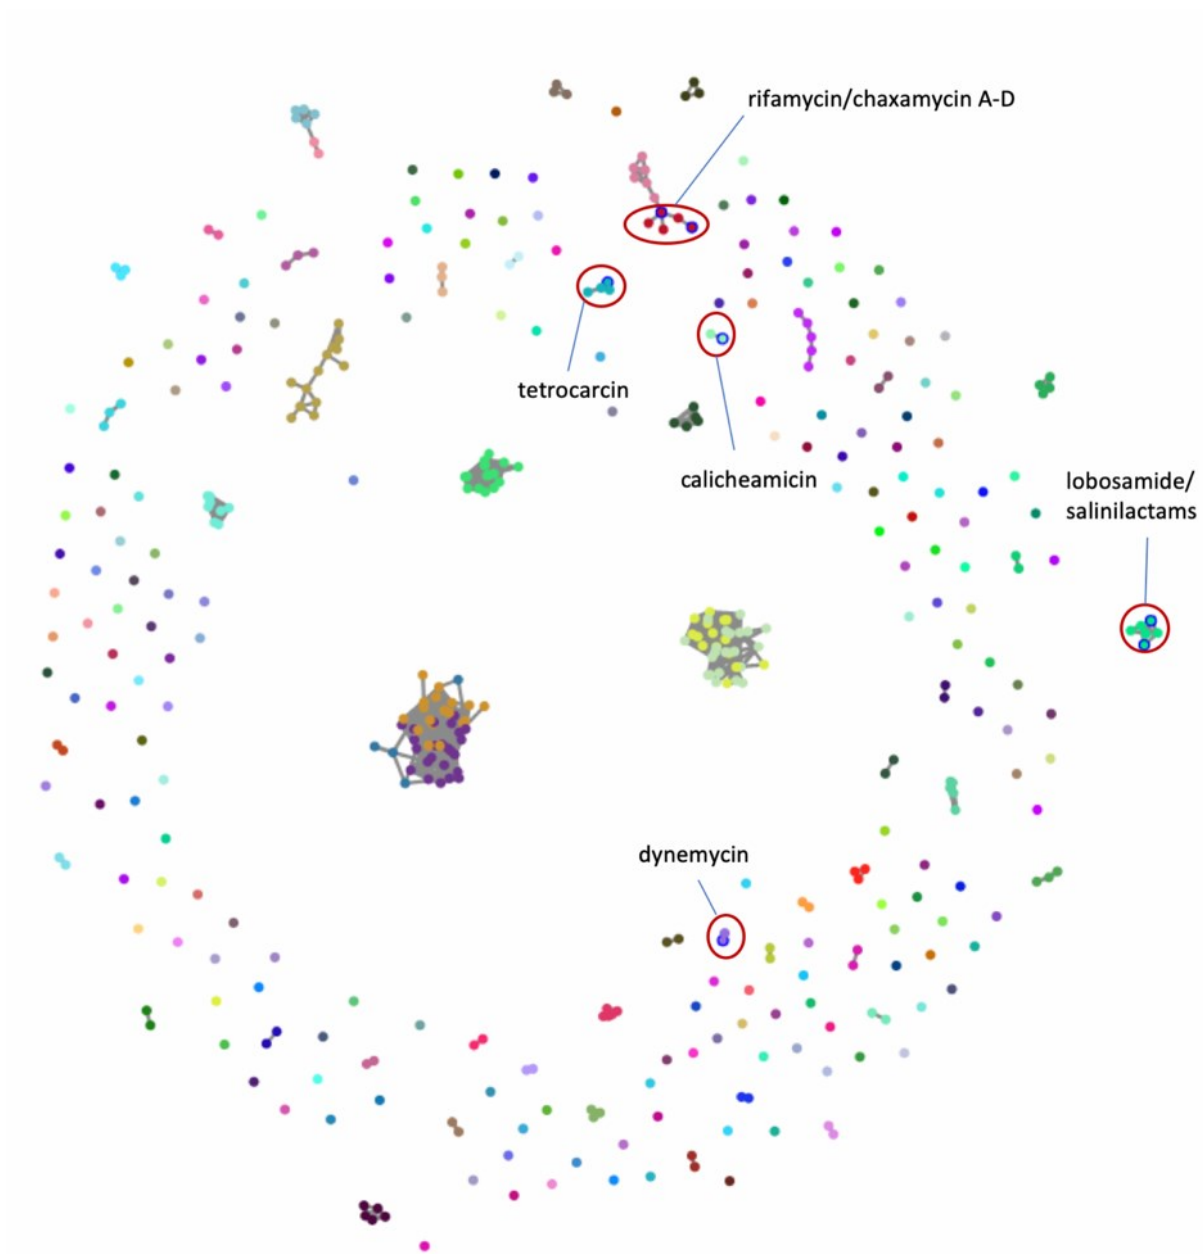 rifamycin/chaxamycin A-D
tetrocarcin
calicheamicin
lobosamide/
salinilactams
dynemycin